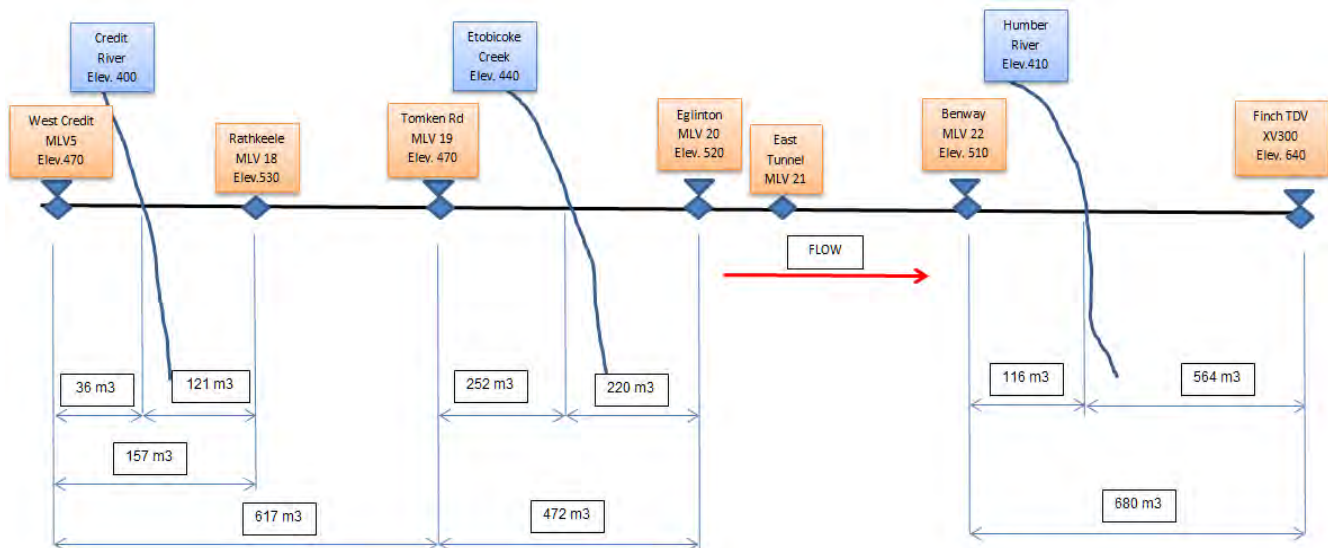 Credit
River
Elev. 400
Etobicoke
Creek
Elev. 440
Humber
River
Elev.410
West Credit
MLV5
Elev.470
Rathkeele
MLV 18
Elev.530
Tomken Rd
MLV 19
Elev. 470
Eglinton
MLV 20
Elev. 520
East
Tunnel
MLV 21
Benway
MLV 22
Elev. 510
Finch TDV
XV300
Elev. 640
FLOW
36 m3
121 m3
252 m3
220 m3
116 m3
564 m3
157 m3
617 m3
472 m3
680 m3